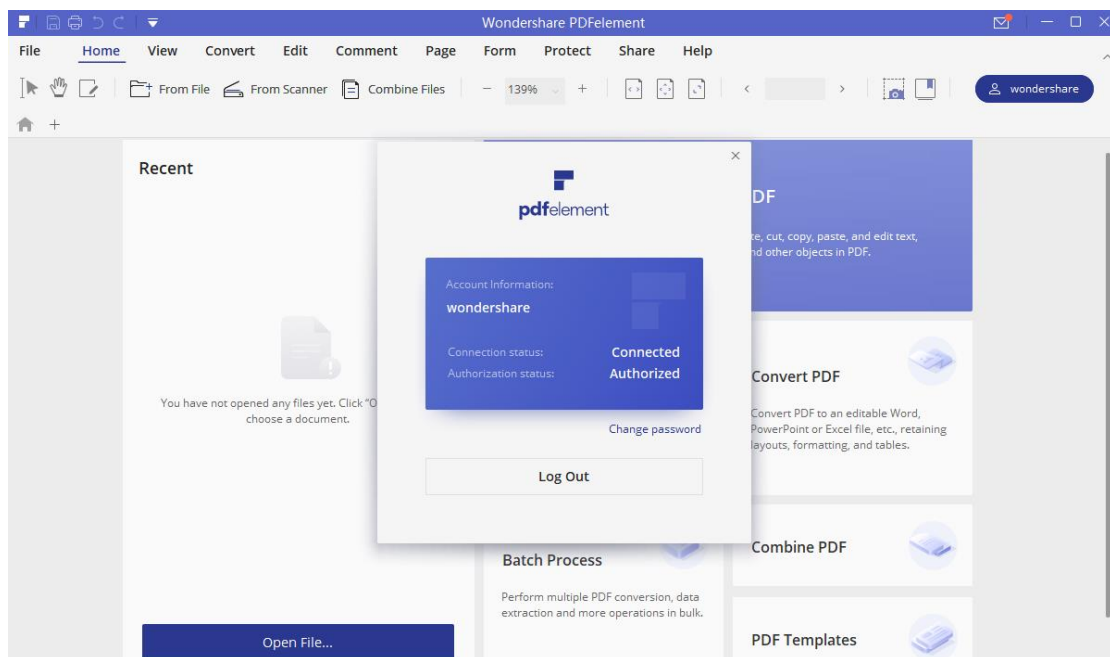 Wondershare PDFelement
File Home View Convert Edit Comment Page Form Protect Share Help
From File From Scanner Combine Files 139% wondershare
Recent
You have not opened any files yet. Click "O
choose a document.
Open File...
pdfelement
Account Information:
wondershare
Connection status: Connected
Authorization status: Authorized
Change password
Log Out
DF
te, cut, copy, paste, and edit text,
nd other objects in PDF.
Convert PDF
Convert PDF to an editable Word,
PowerPoint or Excel file, etc., retaining
layouts, formatting, and tables.
Batch Process
Perform multiple PDF conversion, data
extraction and more operations in bulk.
Combine PDF
PDF Templates